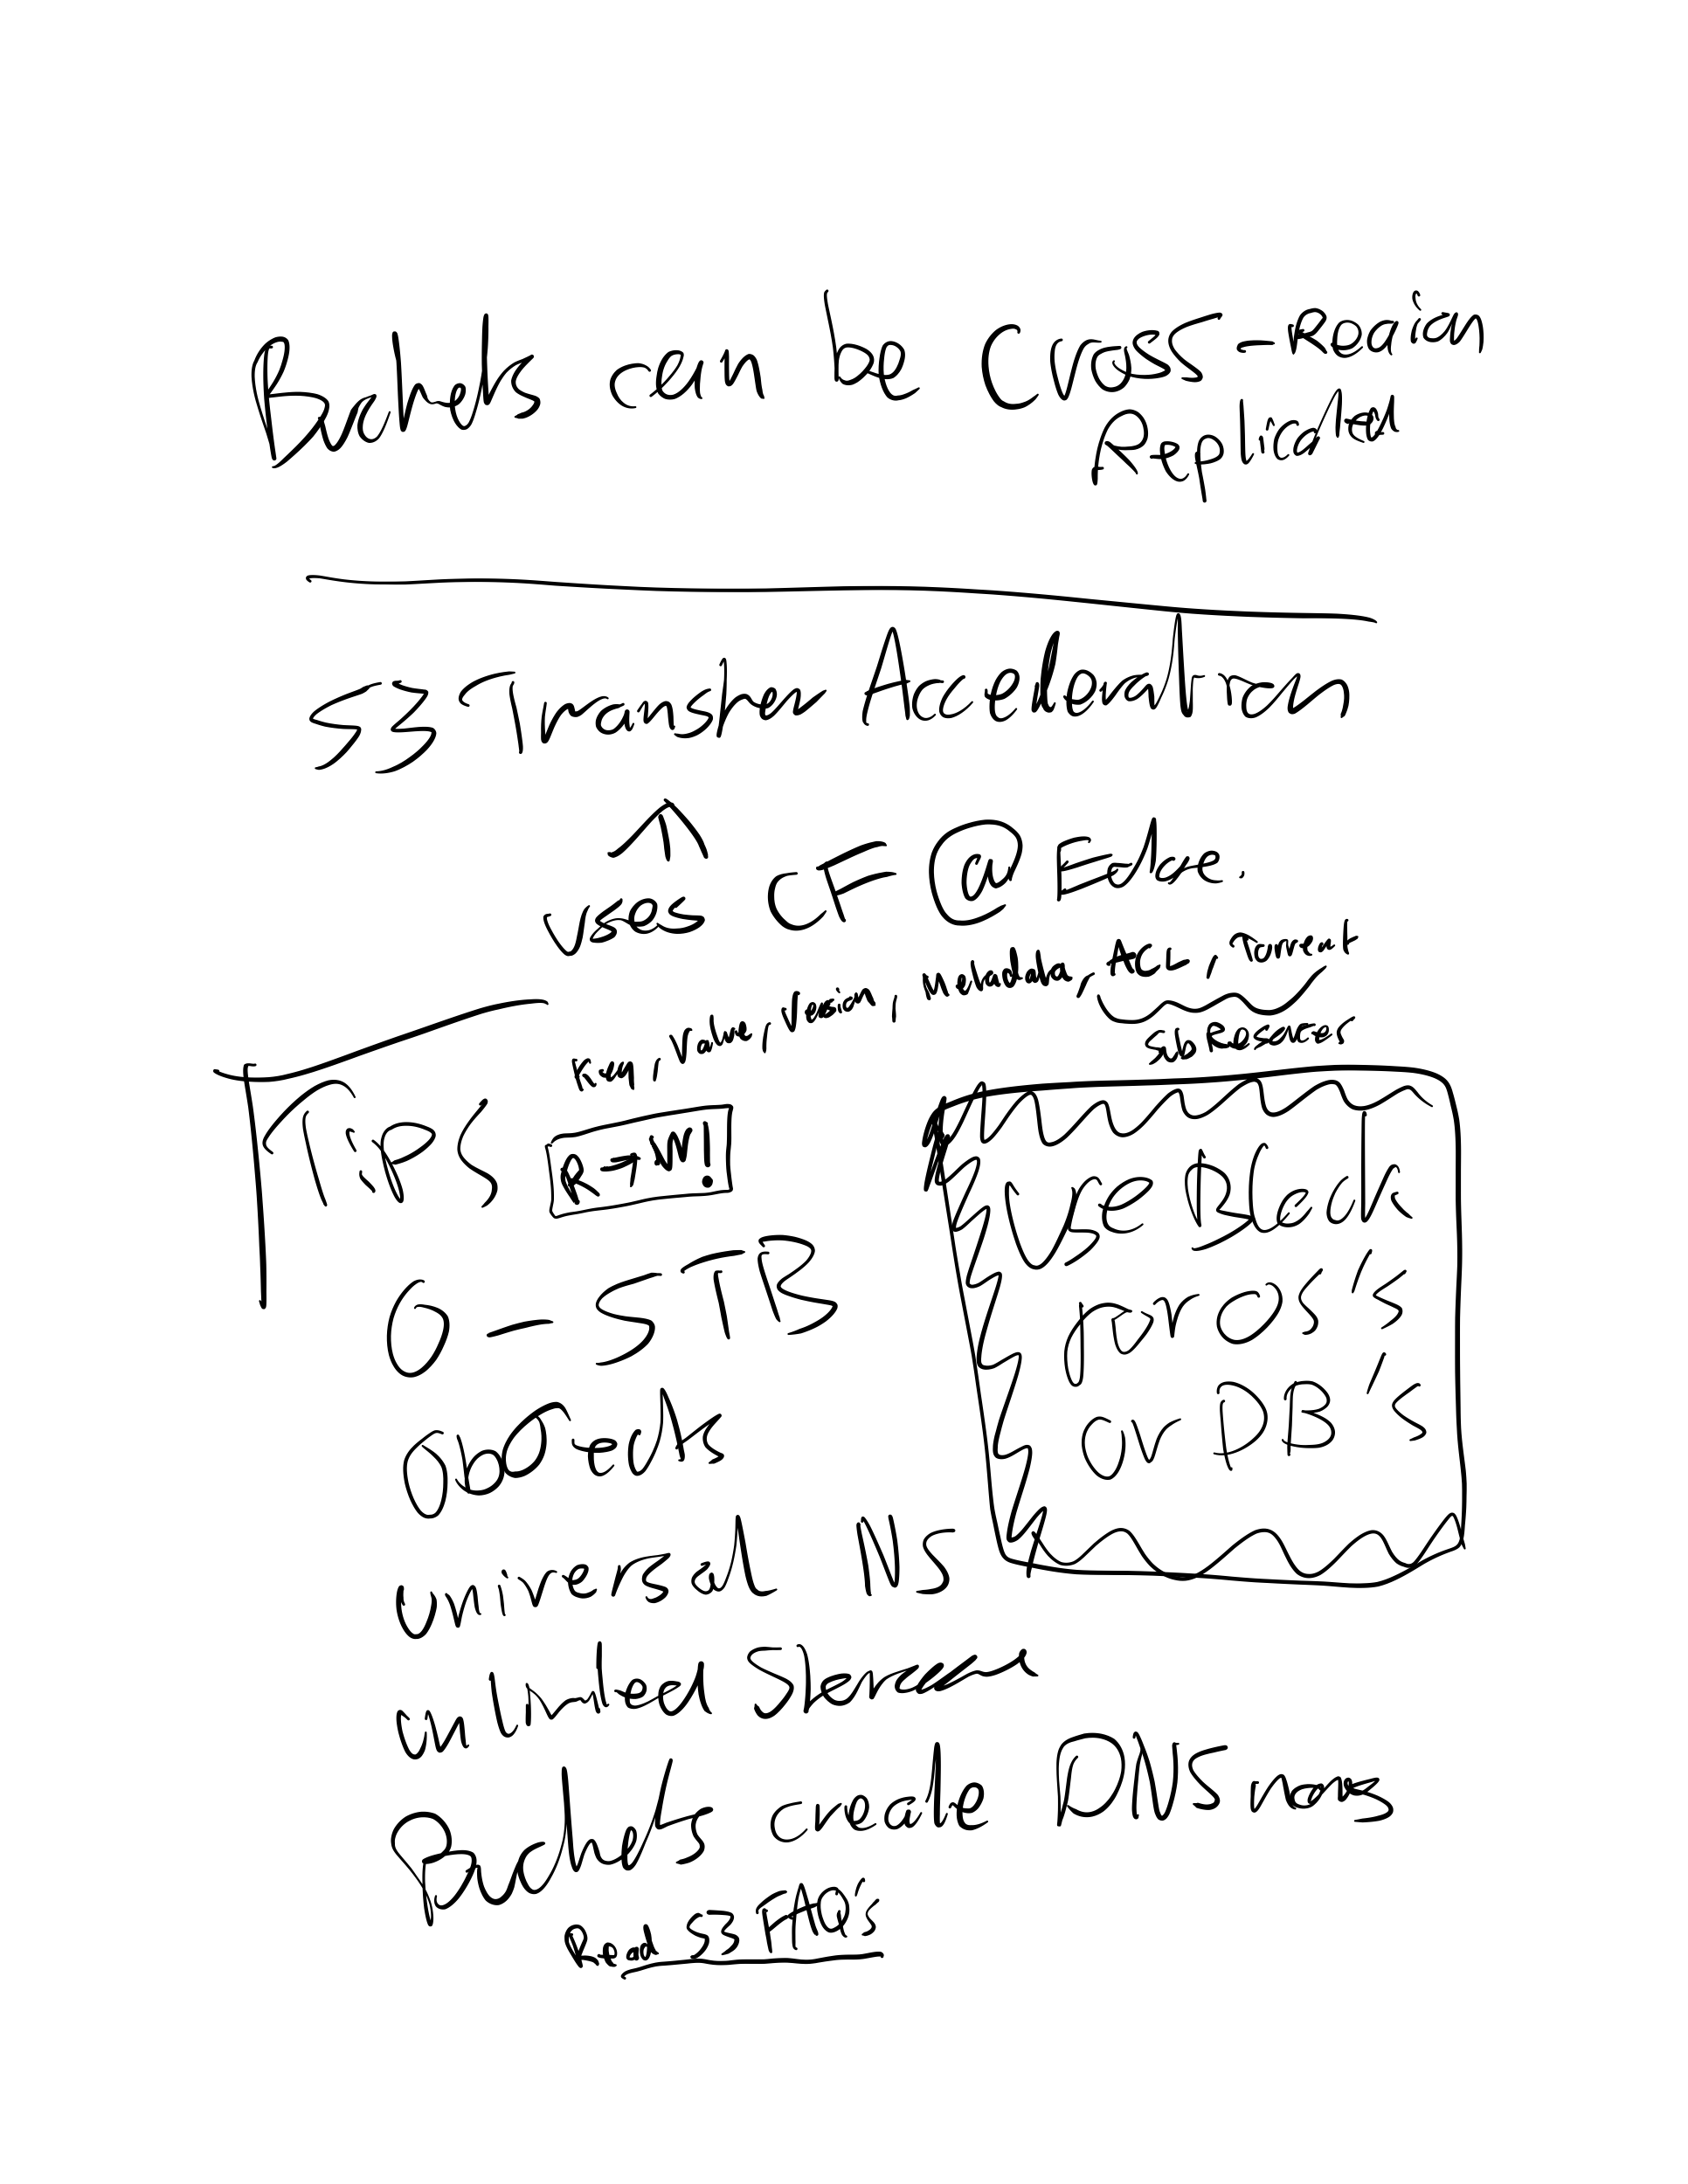 Buckets can be Cross-Region
Replicated
S3 Transfer Acceleration
uses CF @ Edge.
Key, Value, Version, Metadata, ACL, Torrent
Sub Resources
TiPS
! 
0 - 5 TB
Objects
Universal NS
Unlimited Storage
Buckets create DNS names
Read S3 FAQ's
Use Block
for OS's
or DB's